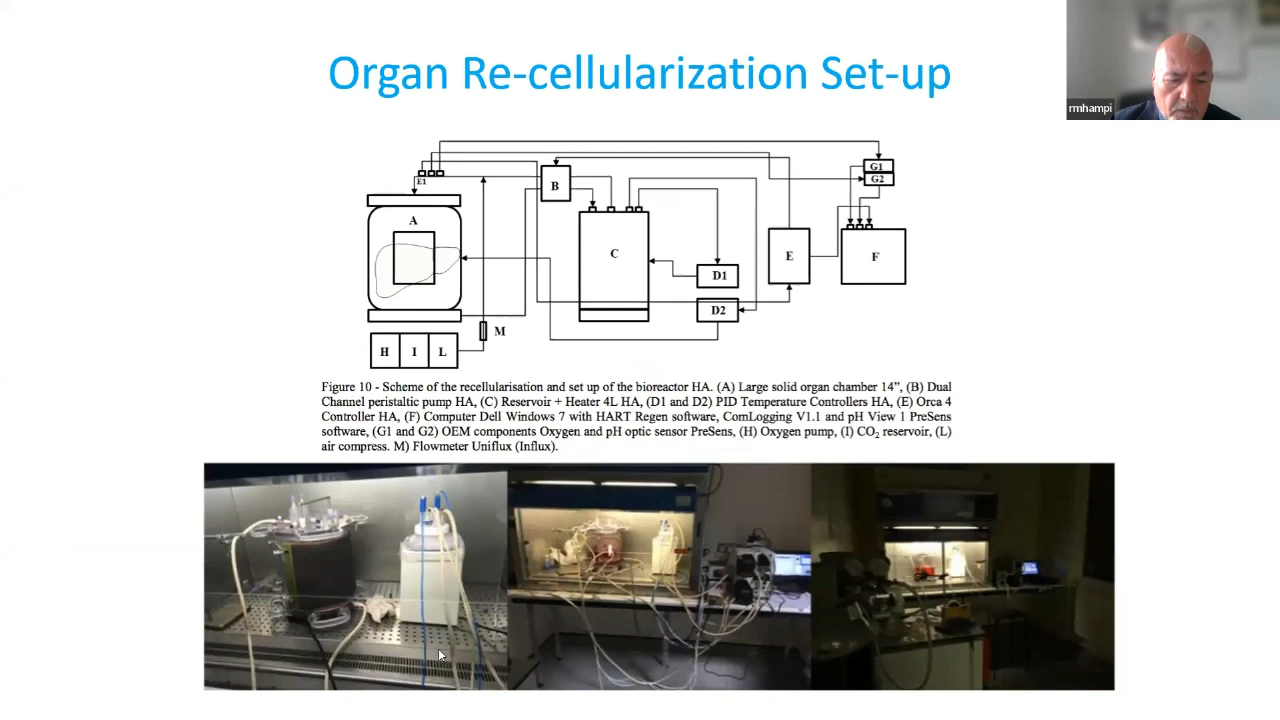 Organ Re-cellularization Set-up
rmhampi
G1
G2
E1
B
A
C
D1
E
F
D2
M
H I L
Figure 10 - Scheme of the recellularisation and set up of the bioreactor HA. (A) Large solid organ chamber 14”, (B) Dual
Channel peristaltic pump HA, (C) Reservoir + Heater 4L HA, (D1 and D2) PID Temperature Controllers HA, (E) Orca 4
Controller HA, (F) Computer Dell Windows 7 with HART Regen software, ComLogging V1.1 and pH View 1 PreSens
software, (G1 and G2) OEM components Oxygen and pH optic sensor PreSens, (H) Oxygen pump, (I) CO₂ reservoir, (L)
air compress. M) Flowmeter Uniflux (Influx).